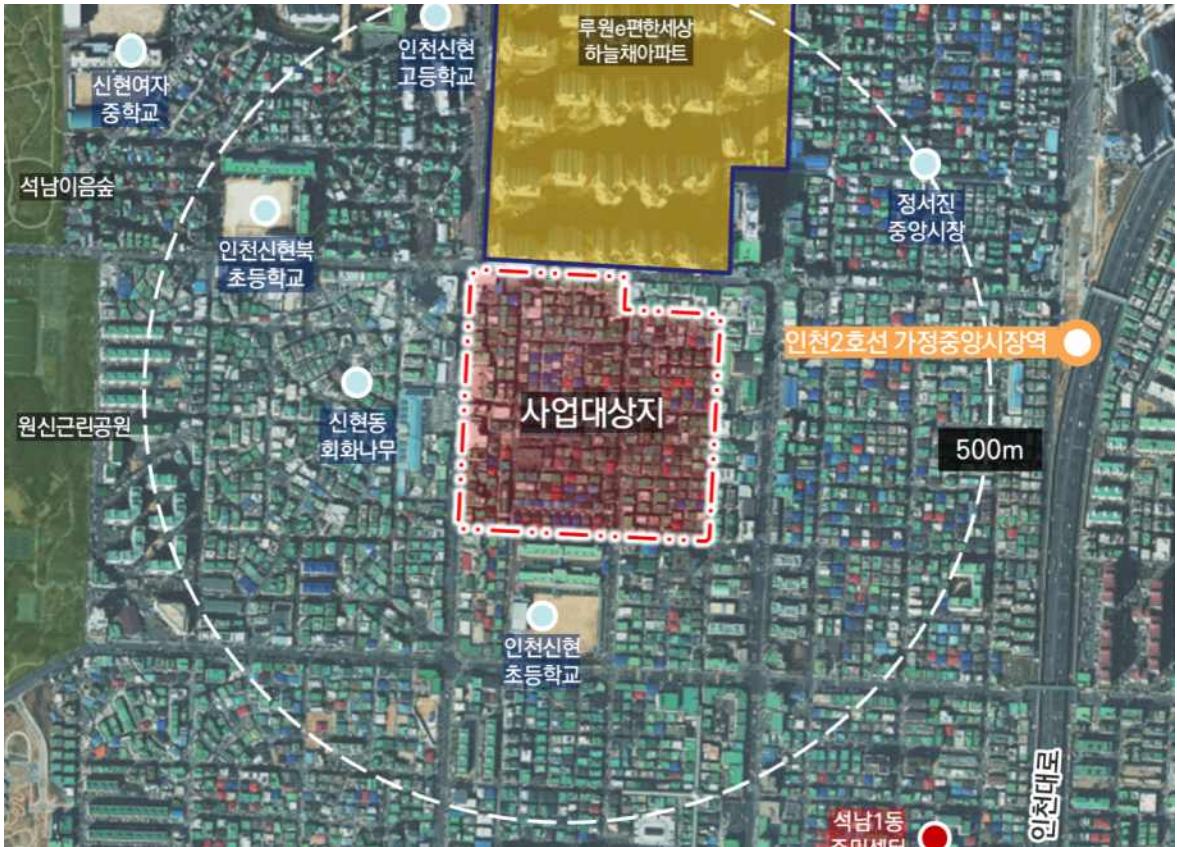 루원e편한세상
하늘채아파트
인천신현
고등학교
신현여자
중학교
석남이음숲
정서진
중앙시장
인천신현북
초등학교
인천2호선 가정중앙시장역
사업대상지
신현동
회화나무
원신근린공원
500m
인천신현
초등학교
인천대로
석남1동
주민센터